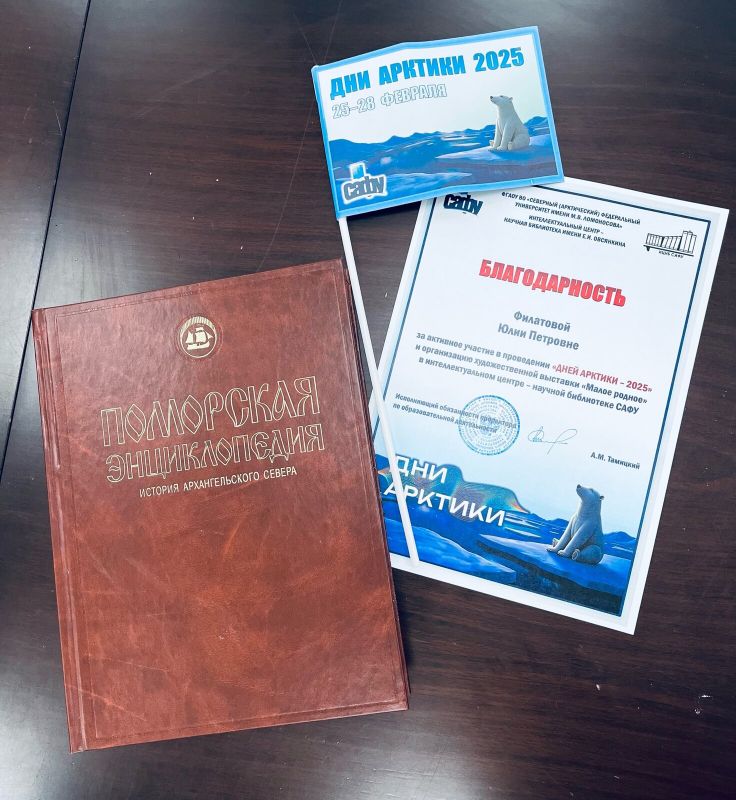 ДНИ АРКТИКИ 2025
25–28 ФЕВРАЛЯ
сафу
сафу
ФГАОУ ВО «СЕВЕРНЫЙ (АРКТИЧЕСКИЙ) ФЕДЕРАЛЬНЫЙ
УНИВЕРСИТЕТ ИМЕНИ М.В. ЛОМОНОСОВА»
ИНТЕЛЛЕКТУАЛЬНЫЙ ЦЕНТР –
НАУЧНАЯ БИБЛИОТЕКА ИМЕНИ Е.И. ОВСЯНКИНА
БЛАГОДАРНОСТЬ
Филатовой
Юлии Петровне
за активное участие в проведении «ДНЕЙ АРКТИКИ – 2025»
и организацию художественной выставки «Малое родное»
в интеллектуальном центре – научной библиотеке САФУ
Исполняющий обязанности проректора
по образовательной деятельности
А.М. Тамицкий
ДНИ
АРКТИКИ
ПОМОРСКАЯ
ЭНЦИКЛОПЕДИЯ
ИСТОРИЯ АРХАНГЕЛЬСКОГО СЕВЕРА